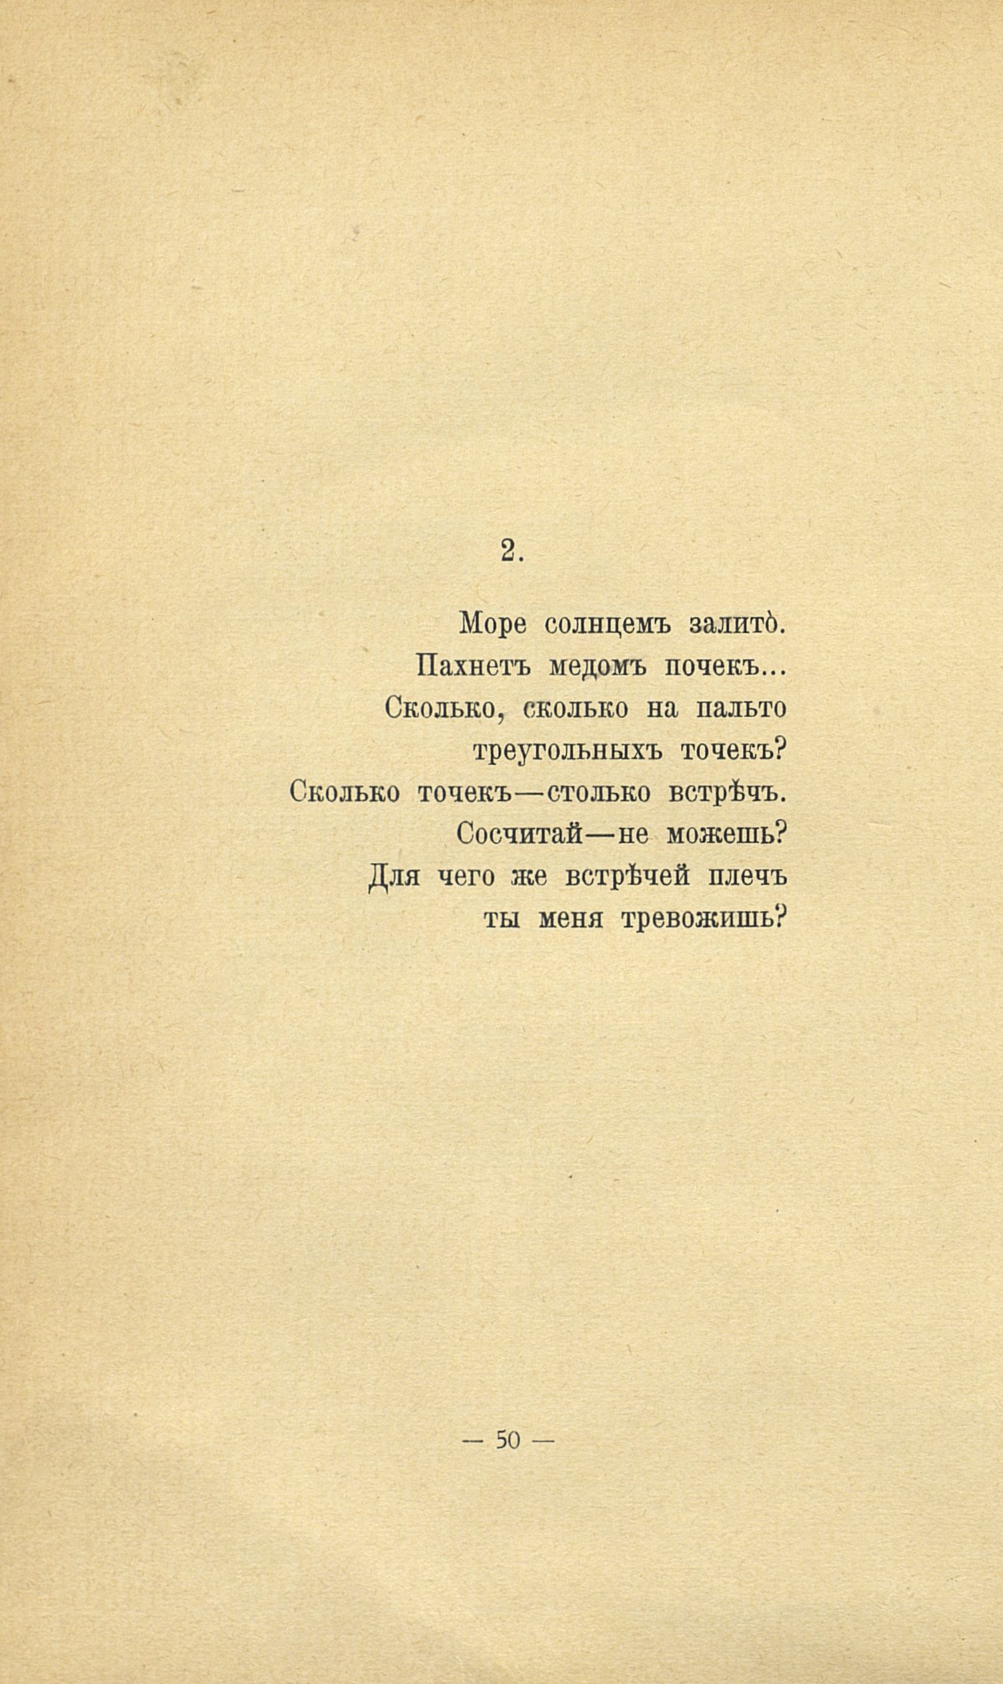 2.
Море солнцемъ залито̀.
Пахнетъ медомъ почекъ...
Сколько, сколько на пальто
треугольныхъ точекъ?
Сколько точекъ—столько встрѣчъ.
Сосчитай—не можешь?
Для чего же встрѣчей плечъ
ты меня тревожишь?
— 50 —